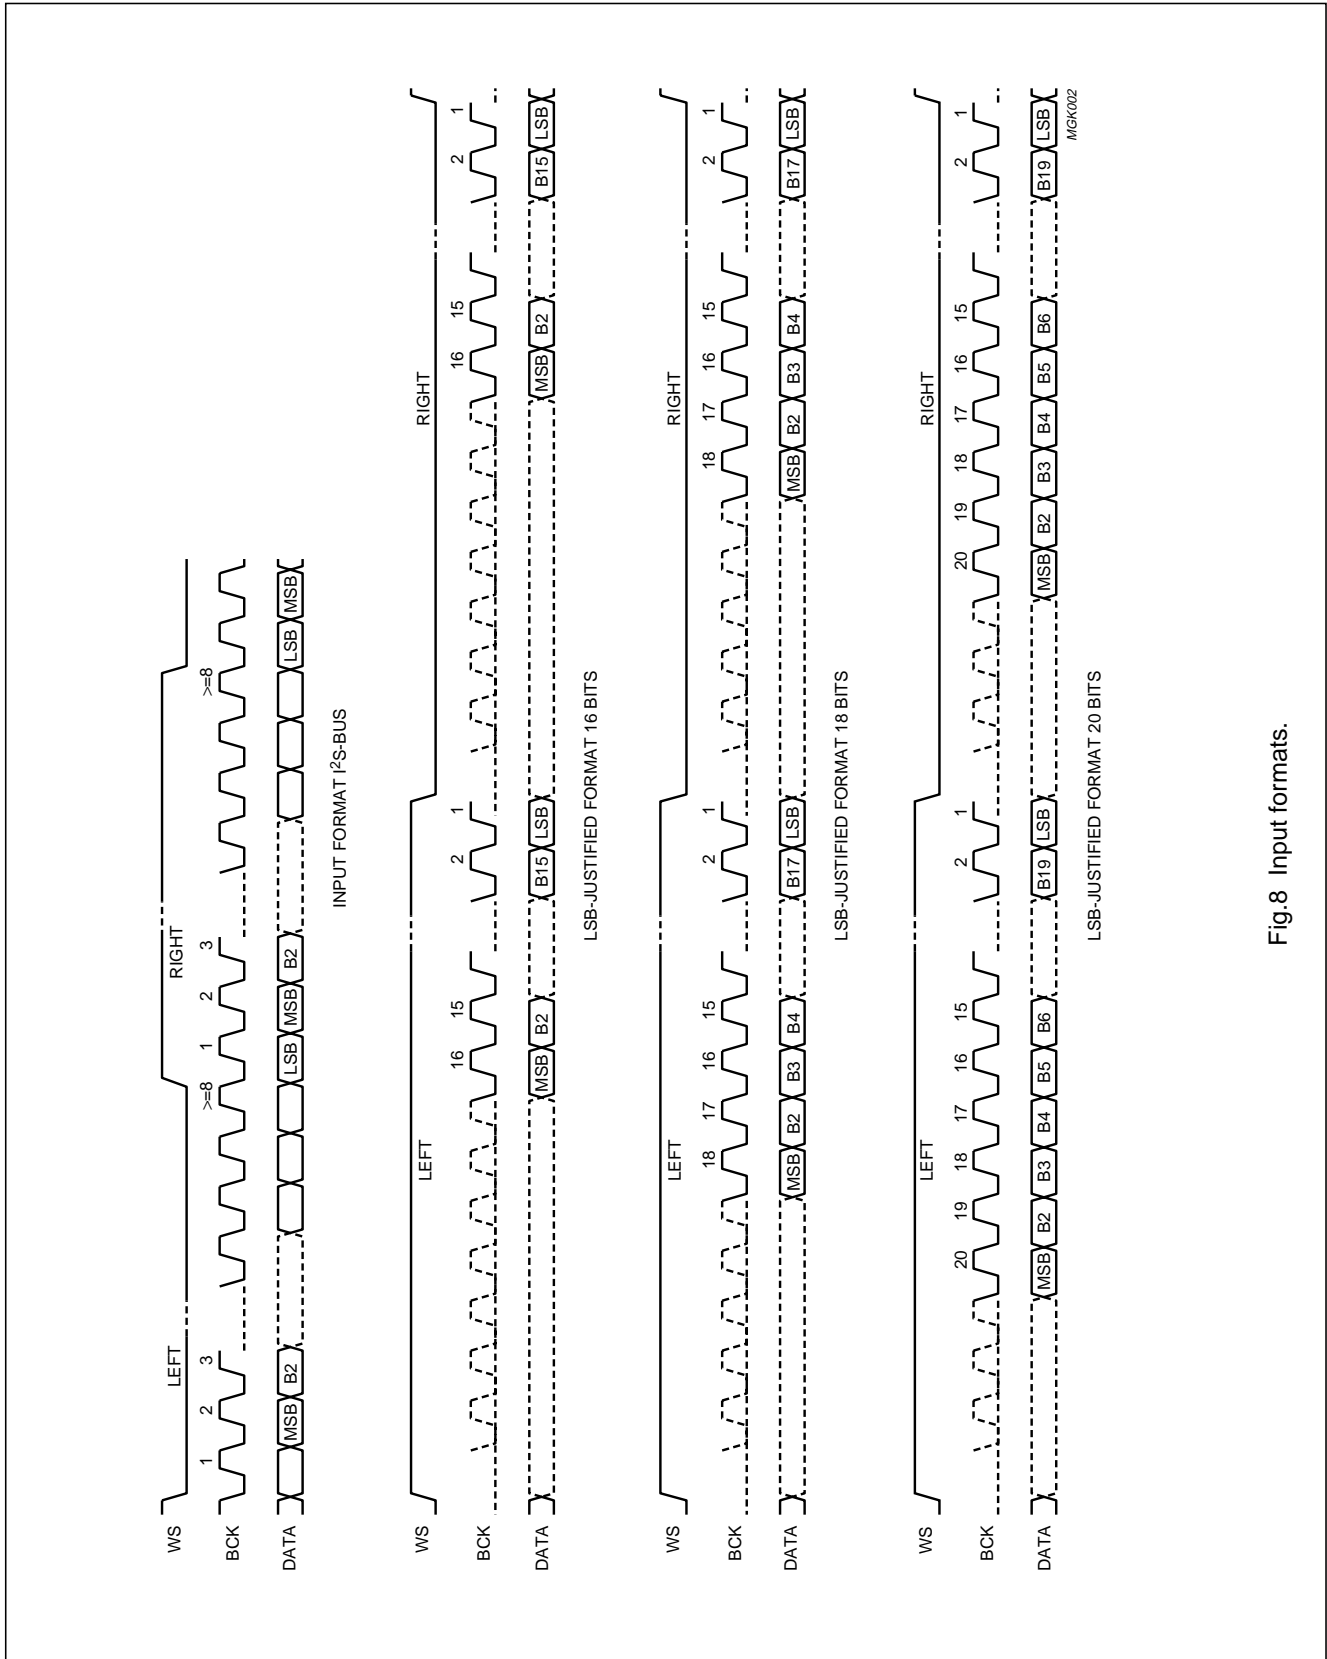 WS
LEFT
RIGHT
BCK
1 2 3 >=8 1 2 3 >=8
DATA
MSB B2 LSB MSB B2 LSB MSB
INPUT FORMAT I²S-BUS
WS
LEFT
RIGHT
BCK
16 15 2 1 16 15 2 1
DATA
MSB B2 B15 LSB MSB B2 B15 LSB
LSB-JUSTIFIED FORMAT 16 BITS
WS
LEFT
RIGHT
BCK
18 17 16 15 2 1 18 17 16 15 2 1
DATA
MSB B2 B3 B4 B17 LSB MSB B2 B3 B4 B17 LSB
LSB-JUSTIFIED FORMAT 18 BITS
WS
LEFT
RIGHT
BCK
20 19 18 17 16 15 2 1 20 19 18 17 16 15 2 1
DATA
MSB B2 B3 B4 B5 B6 B19 LSB MSB B2 B3 B4 B5 B6 B19 LSB
MGK002
LSB-JUSTIFIED FORMAT 20 BITS
Fig.8 Input formats.